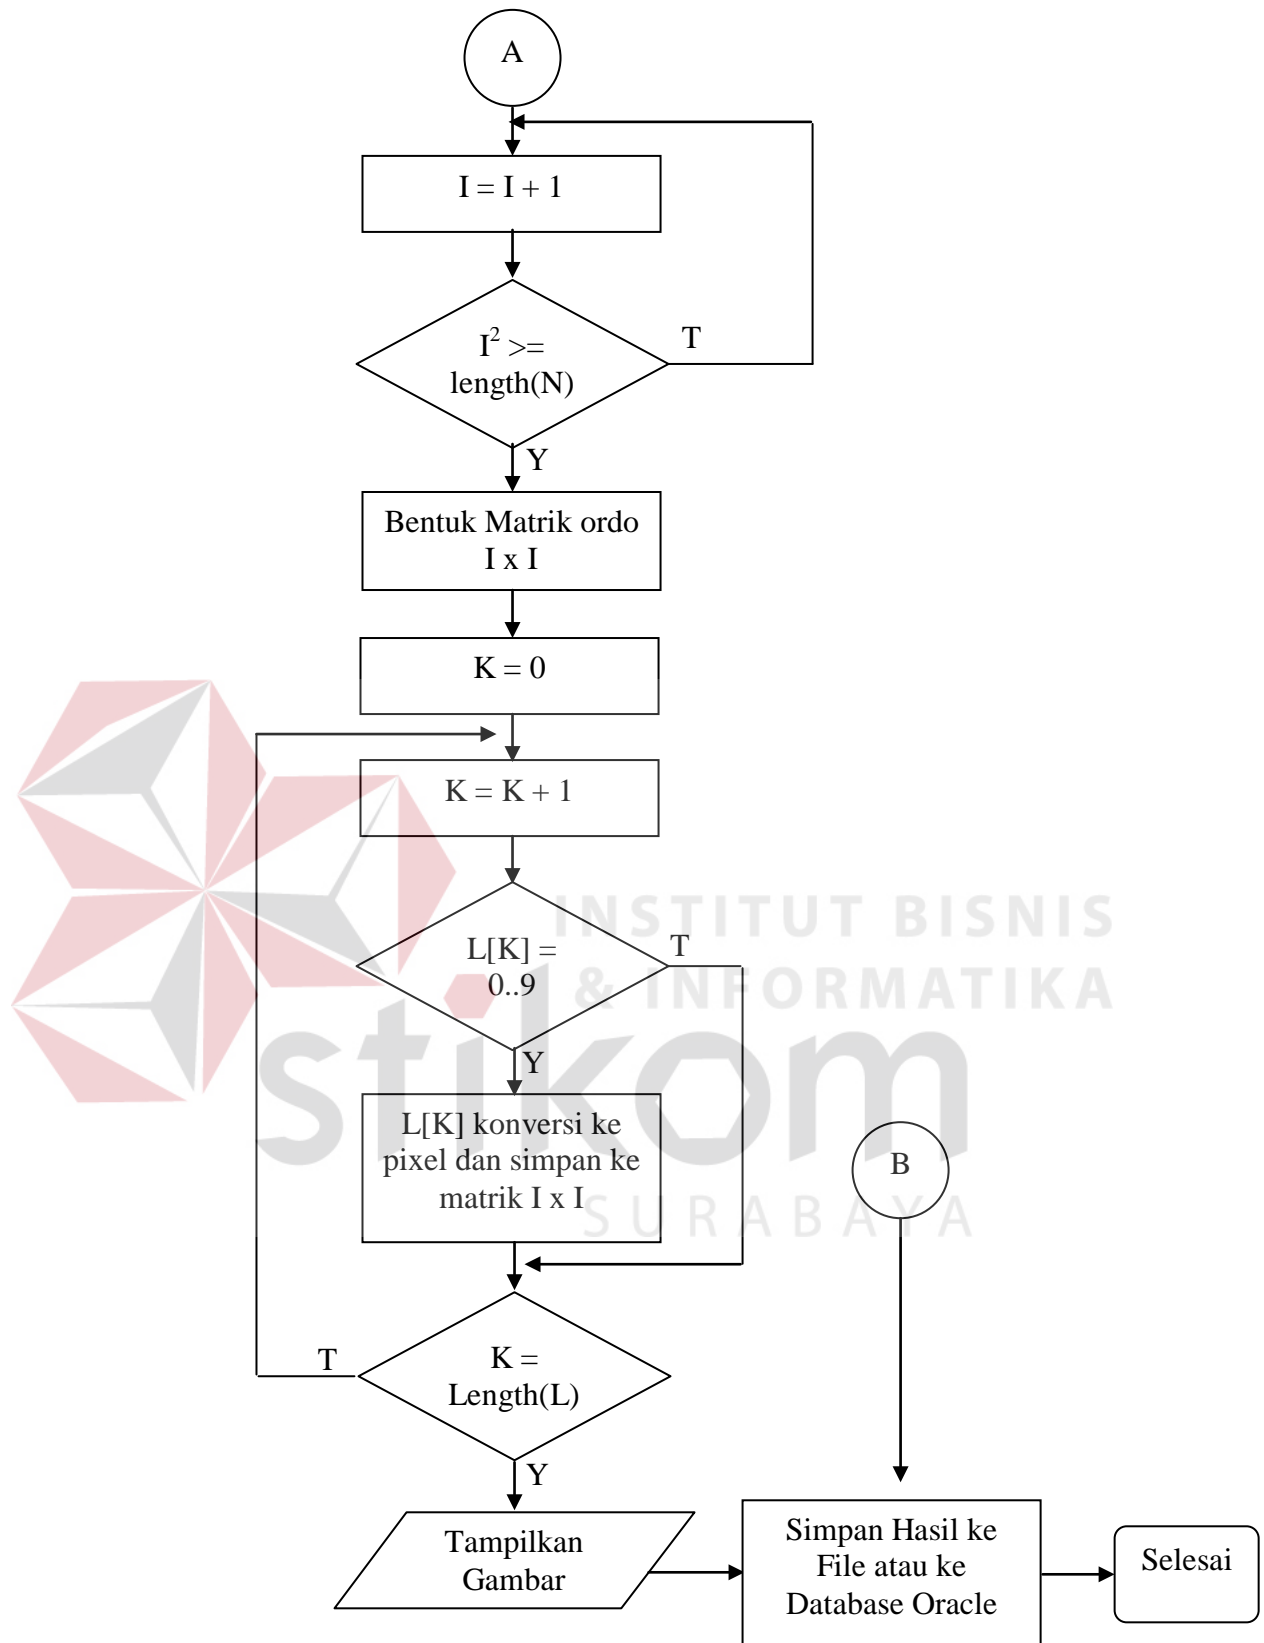 A
I = I + 1
I² >=
length(N)
T
Y
Bentuk Matrik ordo
I x I
K = 0
K = K + 1
L[K] =
0..9
T
Y
L[K] konversi ke
pixel dan simpan ke
matrik I x I
K =
Length(L)
T
Y
Tampilkan
Gambar
B
Simpan Hasil ke
File atau ke
Database Oracle
Selesai
INSTITUT BISNIS
& INFORMATIKA
stikom
SURABAYA